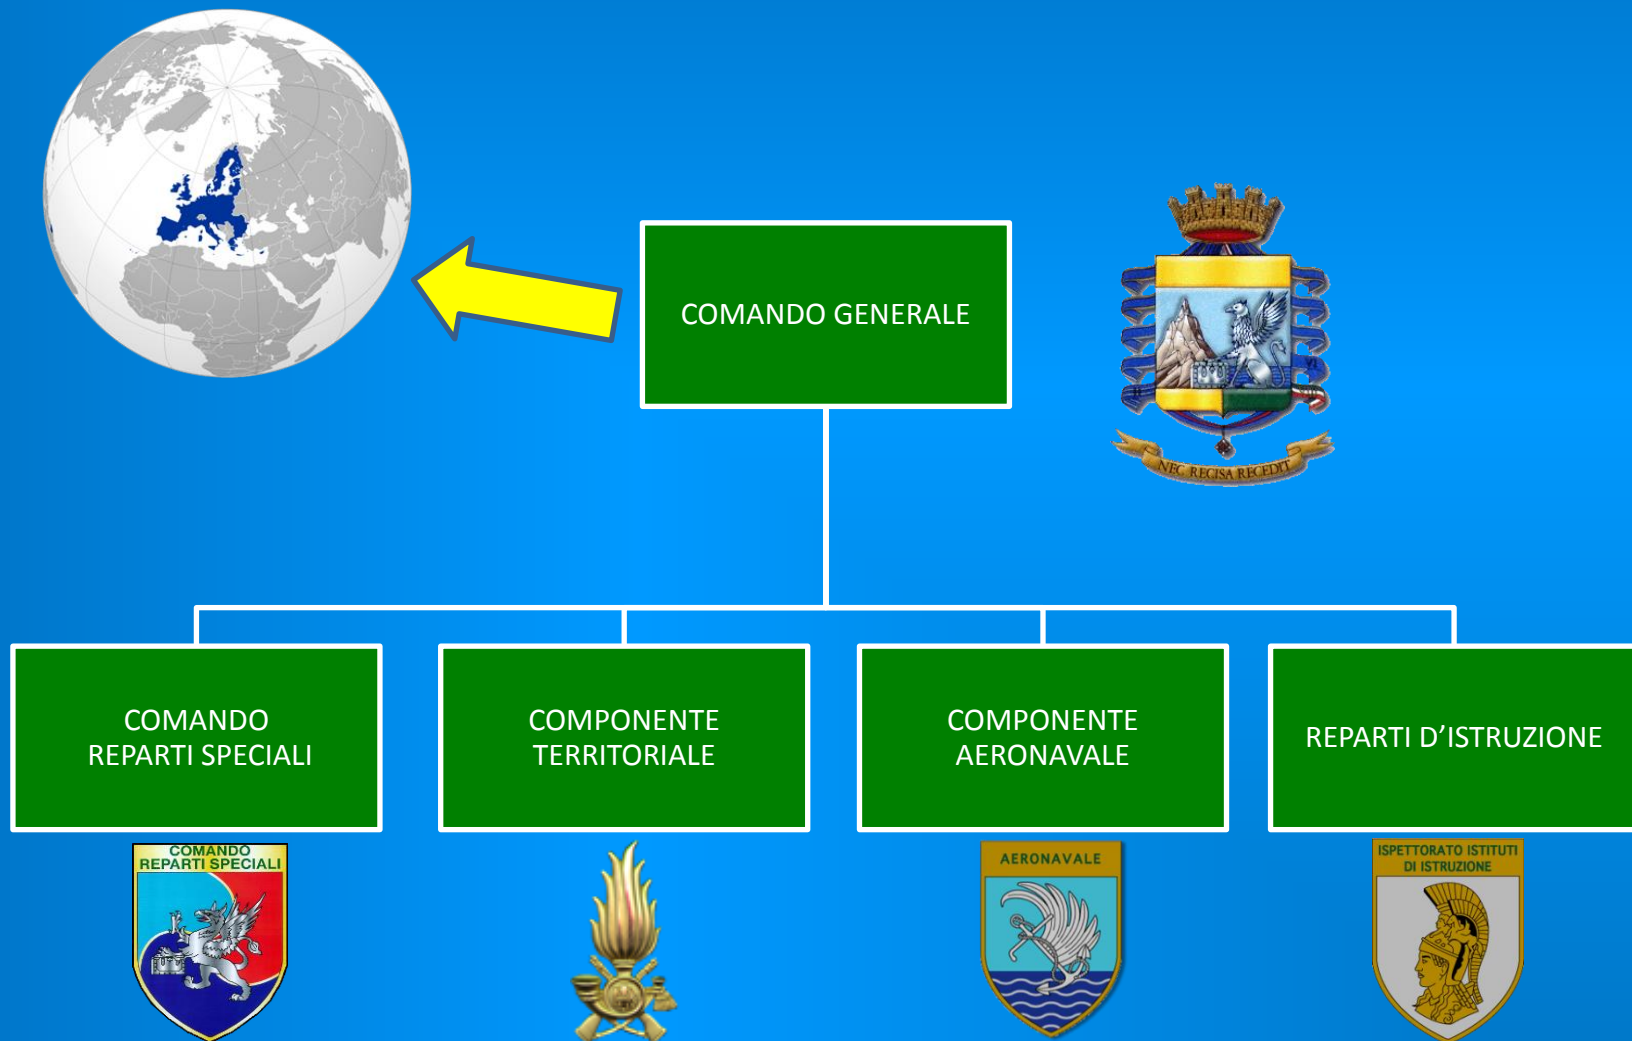 COMANDO GENERALE
NEC RECISA RECEDIT
COMANDO
REPARTI SPECIALI
COMPONENTE
TERRITORIALE
COMPONENTE
AERONAVALE
REPARTI D’ISTRUZIONE
COMANDO
REPARTI SPECIALI
AERONAVALE
ISPETTORATO ISTITUTI
DI ISTRUZIONE